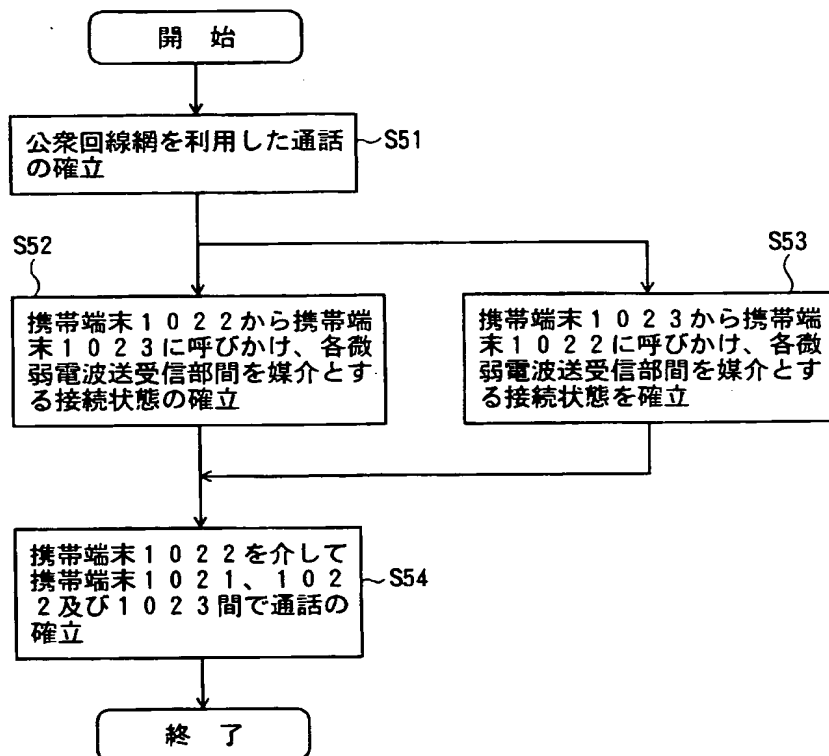 開 始
公衆回線網を利用した通話
の確立
S51
S52
携帯端末1022から携帯端
末1023に呼びかけ、各微
弱電波送受信部間を媒介とす
る接続状態の確立
S53
携帯端末1023から携帯端
末1022に呼びかけ、各微
弱電波送受信部間を媒介とす
る接続状態を確立
携帯端末1022を介して
携帯端末1021、102
2及び1023間で通話の
確立
S54
終 了